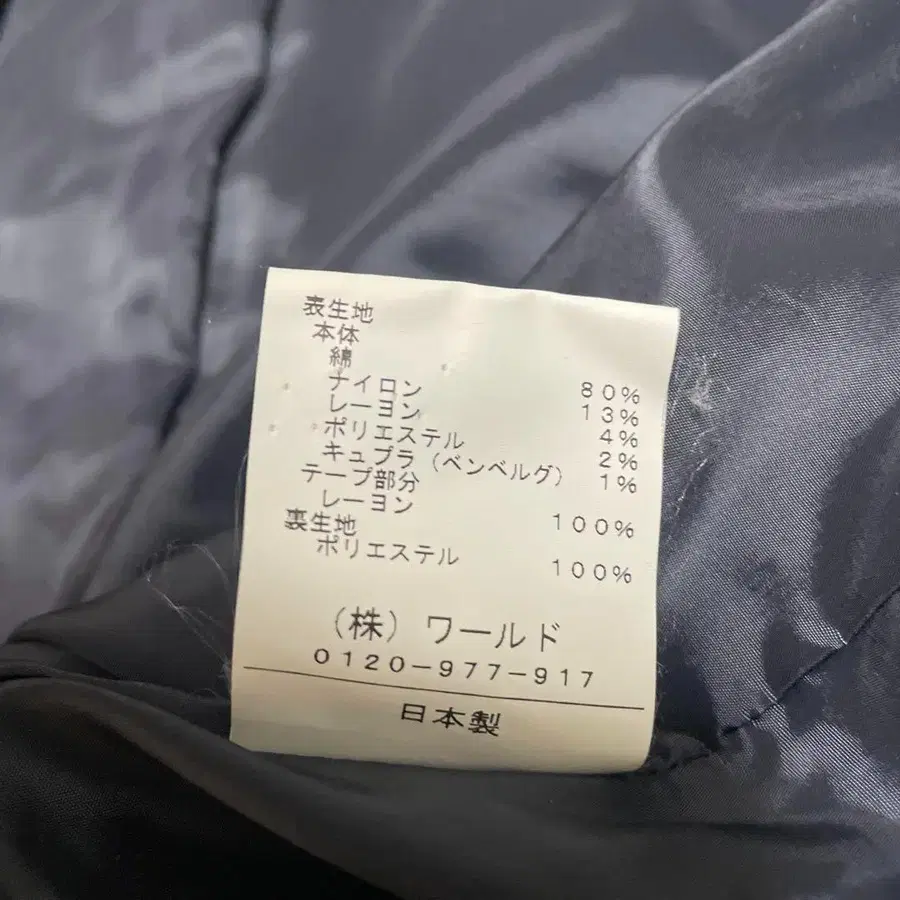 表生地
本体
綿 80%
ナイロン 13%
レーヨン 4%
ポリエステル 2%
キュプラ(ベンベルグ) 1%
テープ部分
レーヨン 100%
裏生地
ポリエステル 100%
(株)ワールド
0120-977-917
日本製